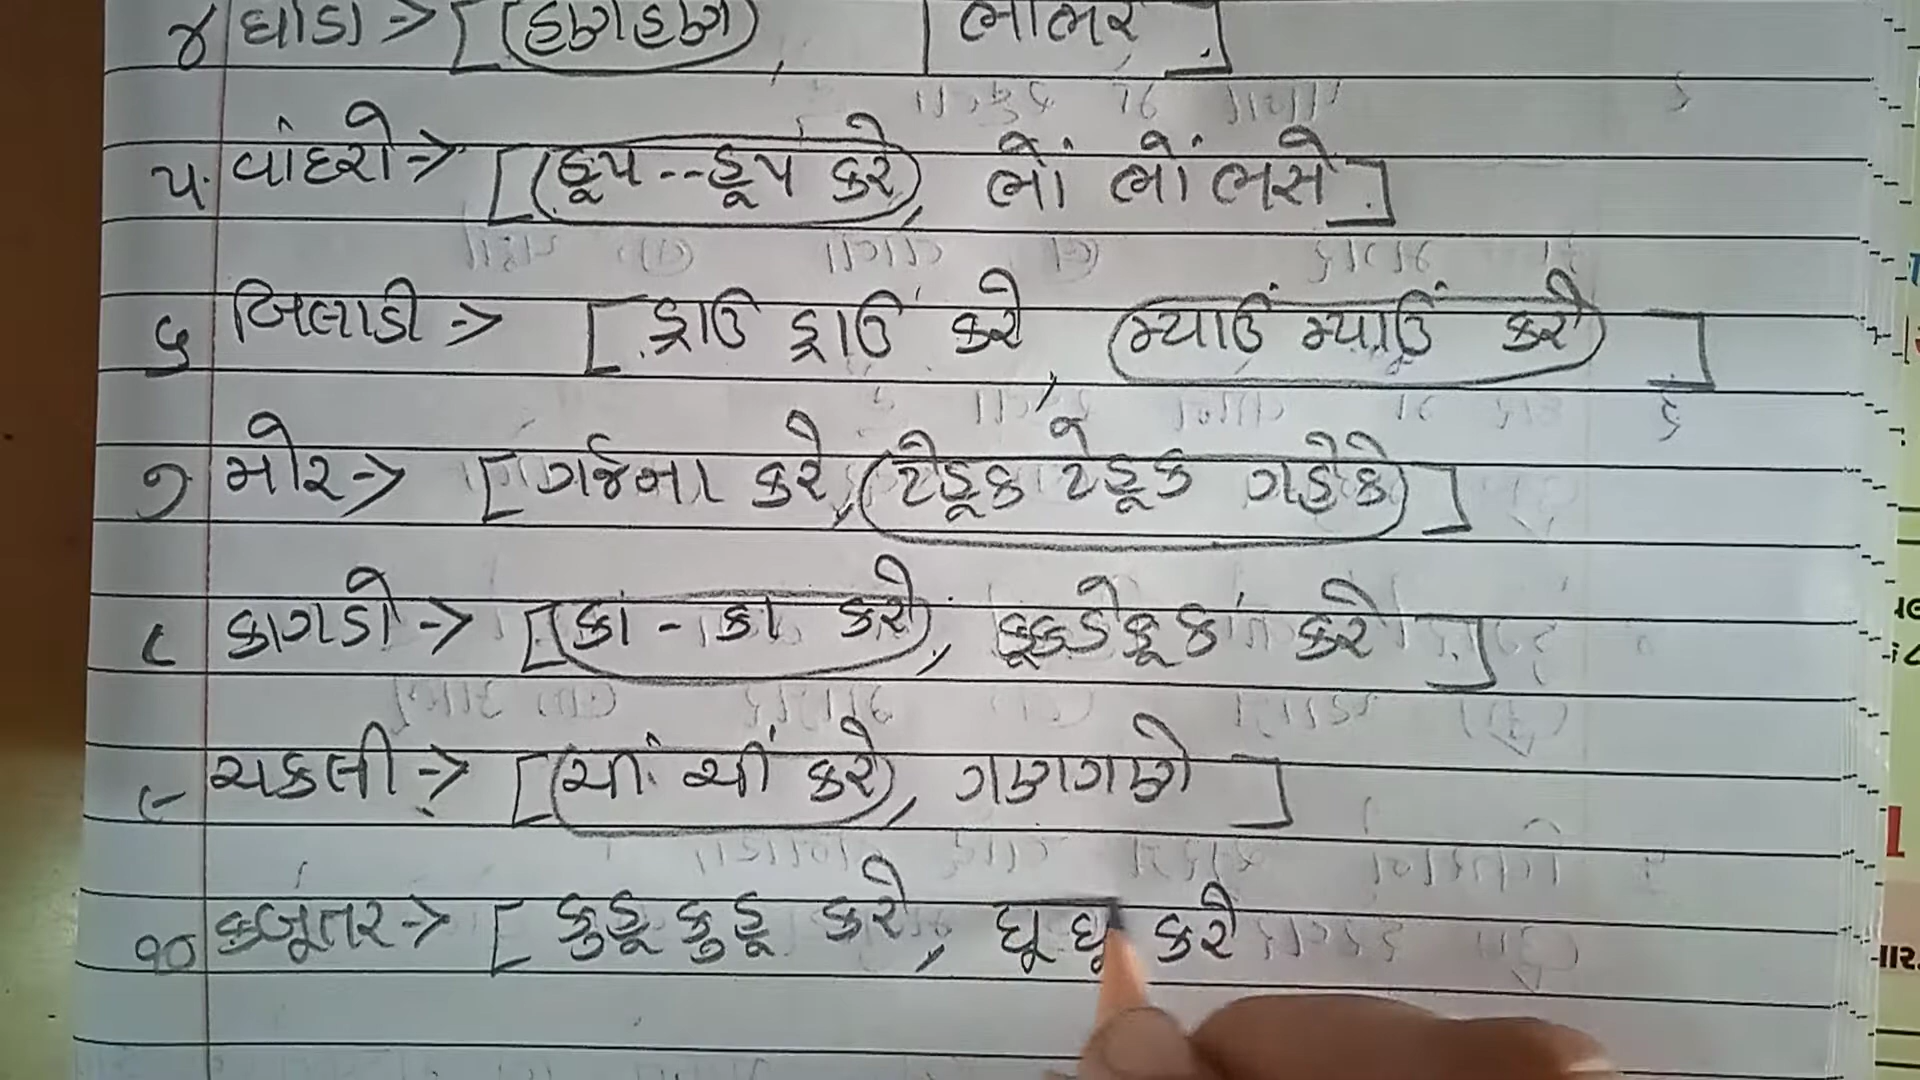 ૪ ઘોડો -> [ હણહણે, ભાંભરે ]
૫. વાંદરો -> [ હૂપ--હૂપ કરે, ભોં ભોં ભસે ]
૬ બિલાડી -> [ હાઉ હાઉ કરે, મ્યાઉં મ્યાઉં કરે ]
૭ મોર -> [ ગર્જના કરે, ટેહૂક ટેહૂક ગહેકે ]
૮ કાગડો -> [ કા - કા કરે, કૂકડેકૂક કરે ]
૯ ચકલી -> [ ચીં ચીં કરે, ગણગણે ]
૧૦ કબૂતર -> [ કુહૂ કુહૂ કરે, ઘૂ ઘૂ કરે